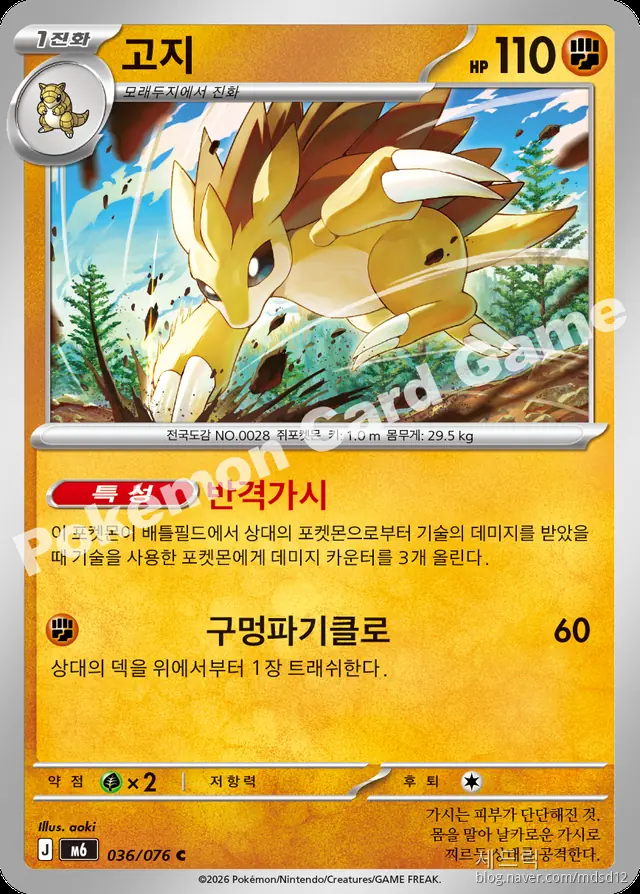 1진화
고지
HP 110
모래두지에서 진화
전국도감 NO.0028 쥐포켓몬 키: 1.0 m 몸무게: 29.5 kg
Pokémon Card Game
특성 반격가시
이 포켓몬이 배틀필드에서 상대의 포켓몬으로부터 기술의 데미지를 받았을
때 기술을 사용한 포켓몬에게 데미지 카운터를 3개 올린다.
구멍파기클로 60
상대의 덱을 위에서부터 1장 트래쉬한다.
약점 ×2 저항력 후퇴
Illus. aoki
J M6 036/076 C
가시는 피부가 단단해진 것.
몸을 말아 날카로운 가시로
찌르 공격한다.
blog.naver.com/mdsd12
©2026 Pokémon/Nintendo/Creatures/GAME FREAK.